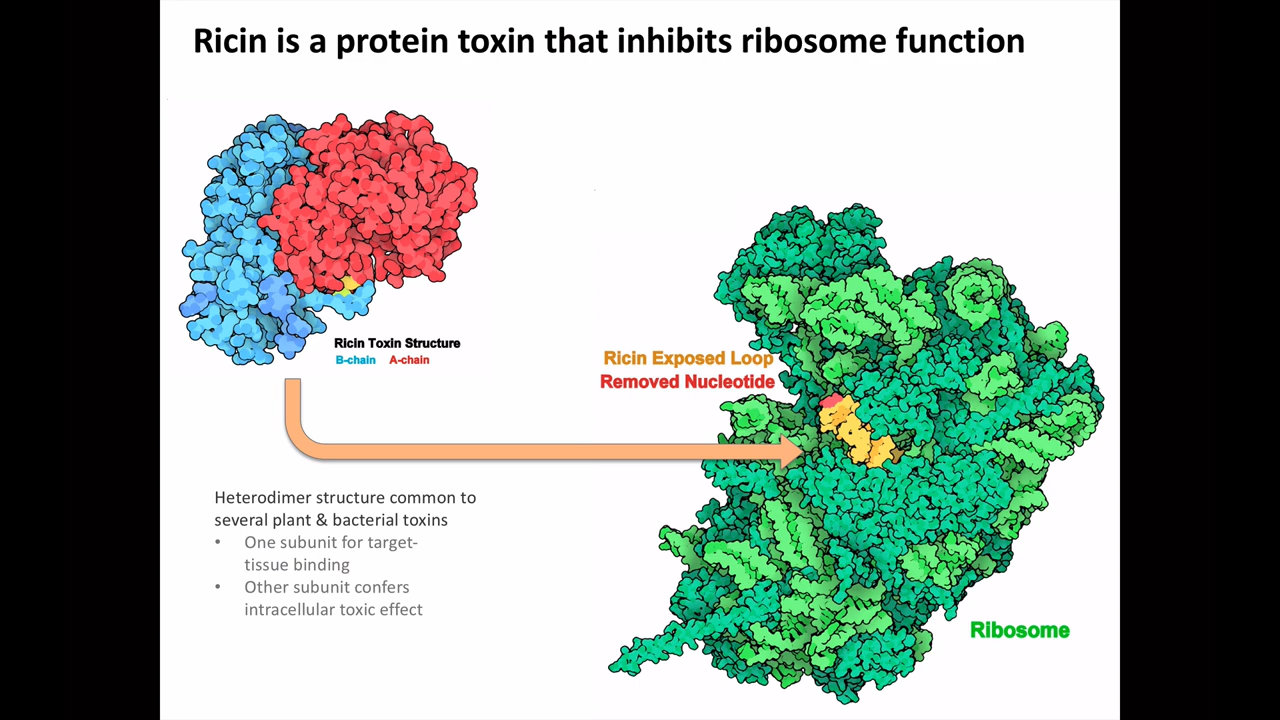 Ricin is a protein toxin that inhibits ribosome function
Ricin Toxin Structure
B-chain A-chain
Ricin Exposed Loop
Removed Nucleotide
Heterodimer structure common to
several plant & bacterial toxins
• One subunit for target-
tissue binding
• Other subunit confers
intracellular toxic effect
Ribosome